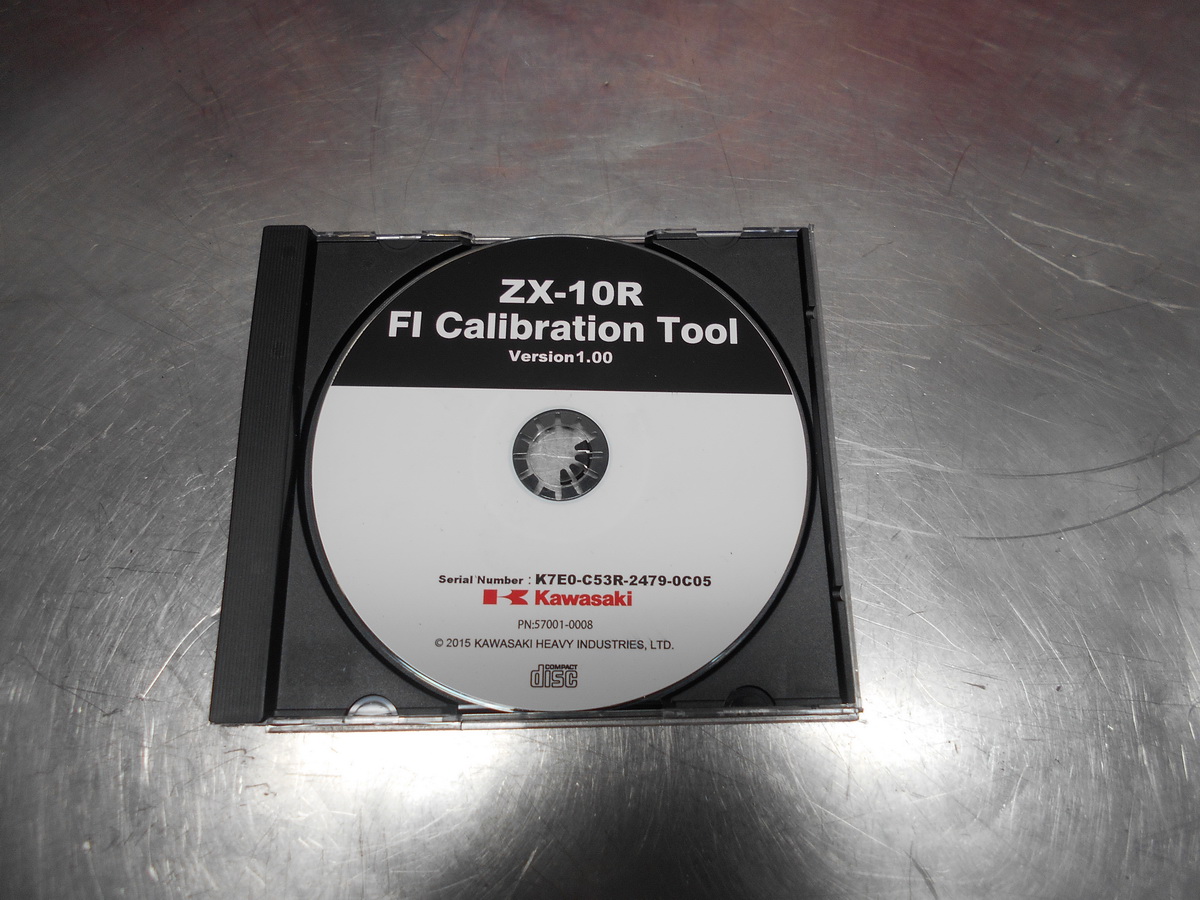 ZX-10R
FI Calibration Tool
Version1.00
Serial Number : K7E0-C53R-2479-0C05
Kawasaki
PN:57001-0008
© 2015 KAWASAKI HEAVY INDUSTRIES, LTD.
COMPACT
disc